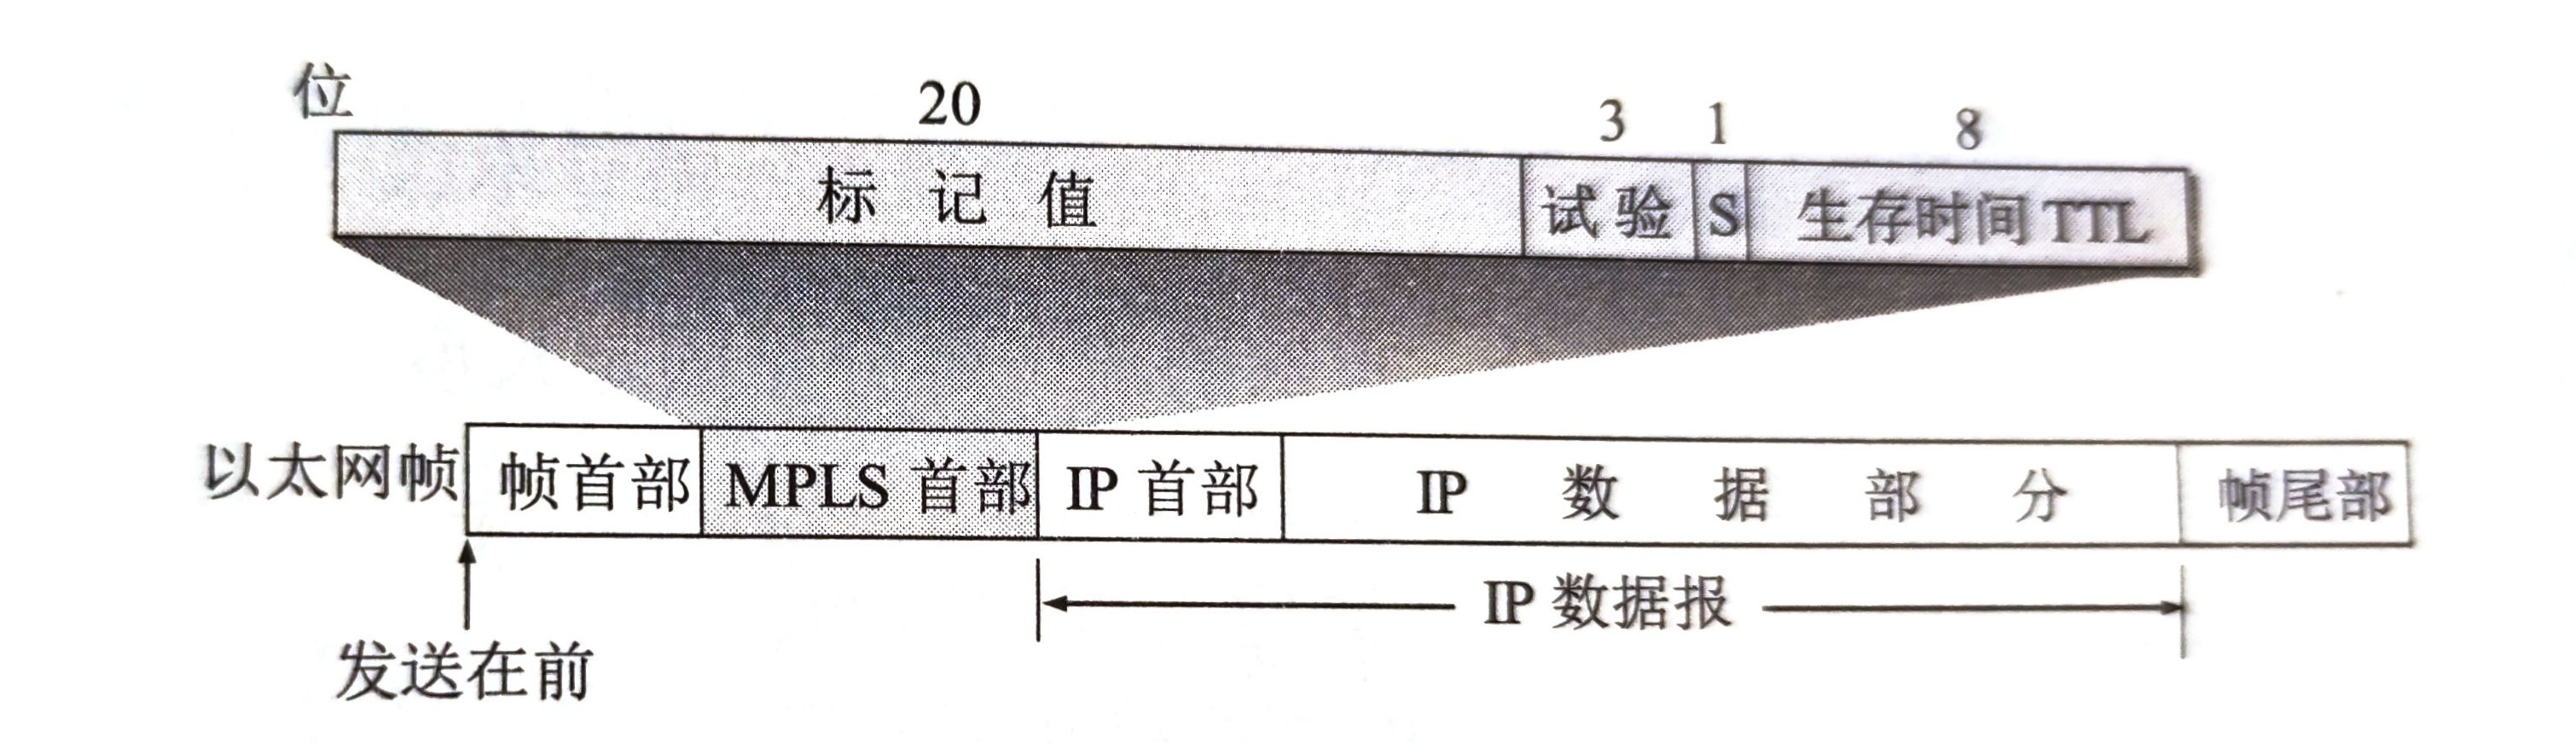 位 20 3 1 8
标记值 试验 S 生存时间 TTL
以太网帧 帧首部 MPLS 首部 IP 首部 IP 数据部分 帧尾部
IP 数据报
发送在前